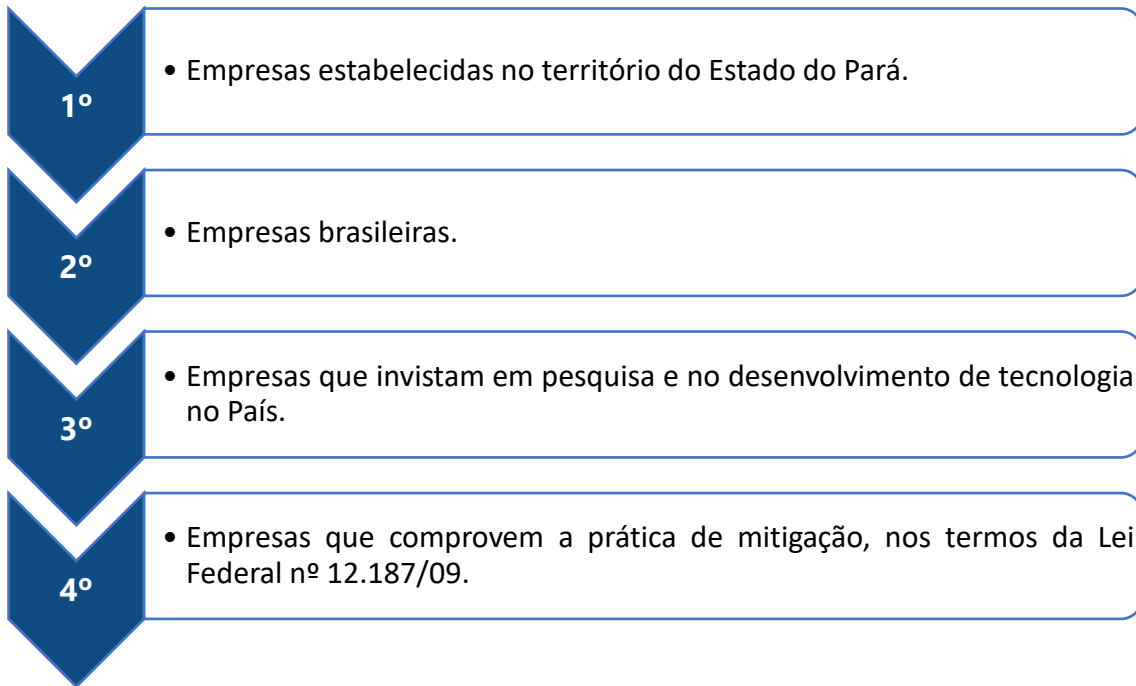 1º
• Empresas estabelecidas no território do Estado do Pará.
2º
• Empresas brasileiras.
3º
• Empresas que invistam em pesquisa e no desenvolvimento de tecnologia
no País.
4º
• Empresas que comprovem a prática de mitigação, nos termos da Lei
Federal nº 12.187/09.